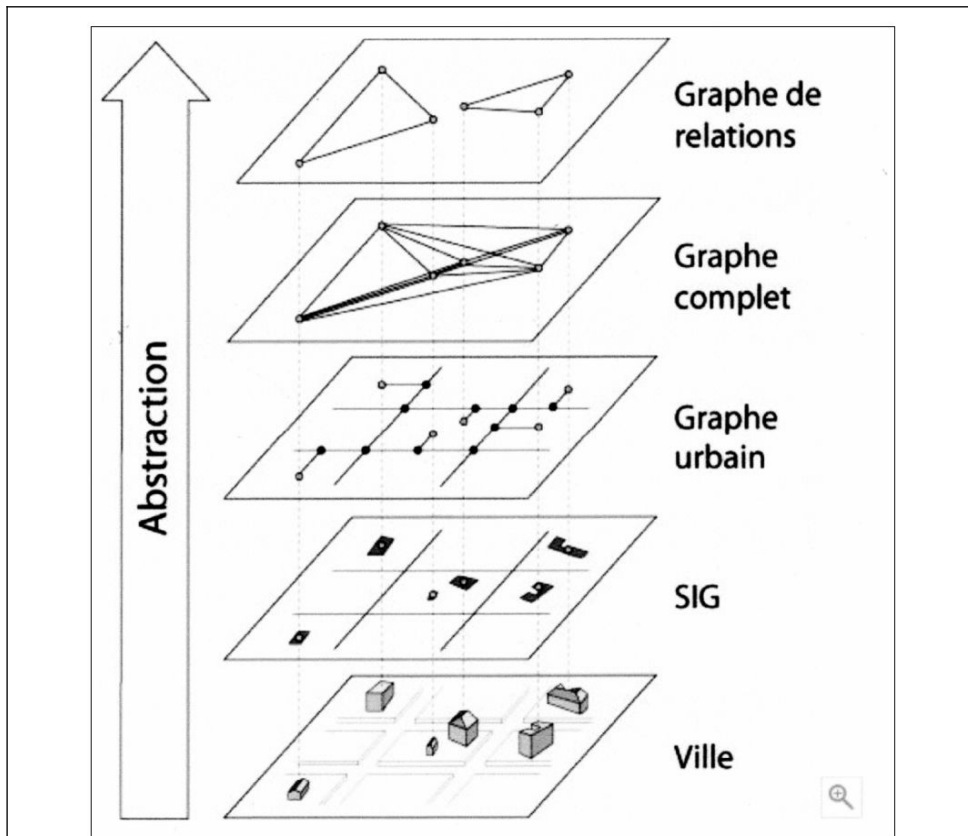 Graphe de
relations
Graphe
complet
Graphe
urbain
SIG
Ville
Abstraction